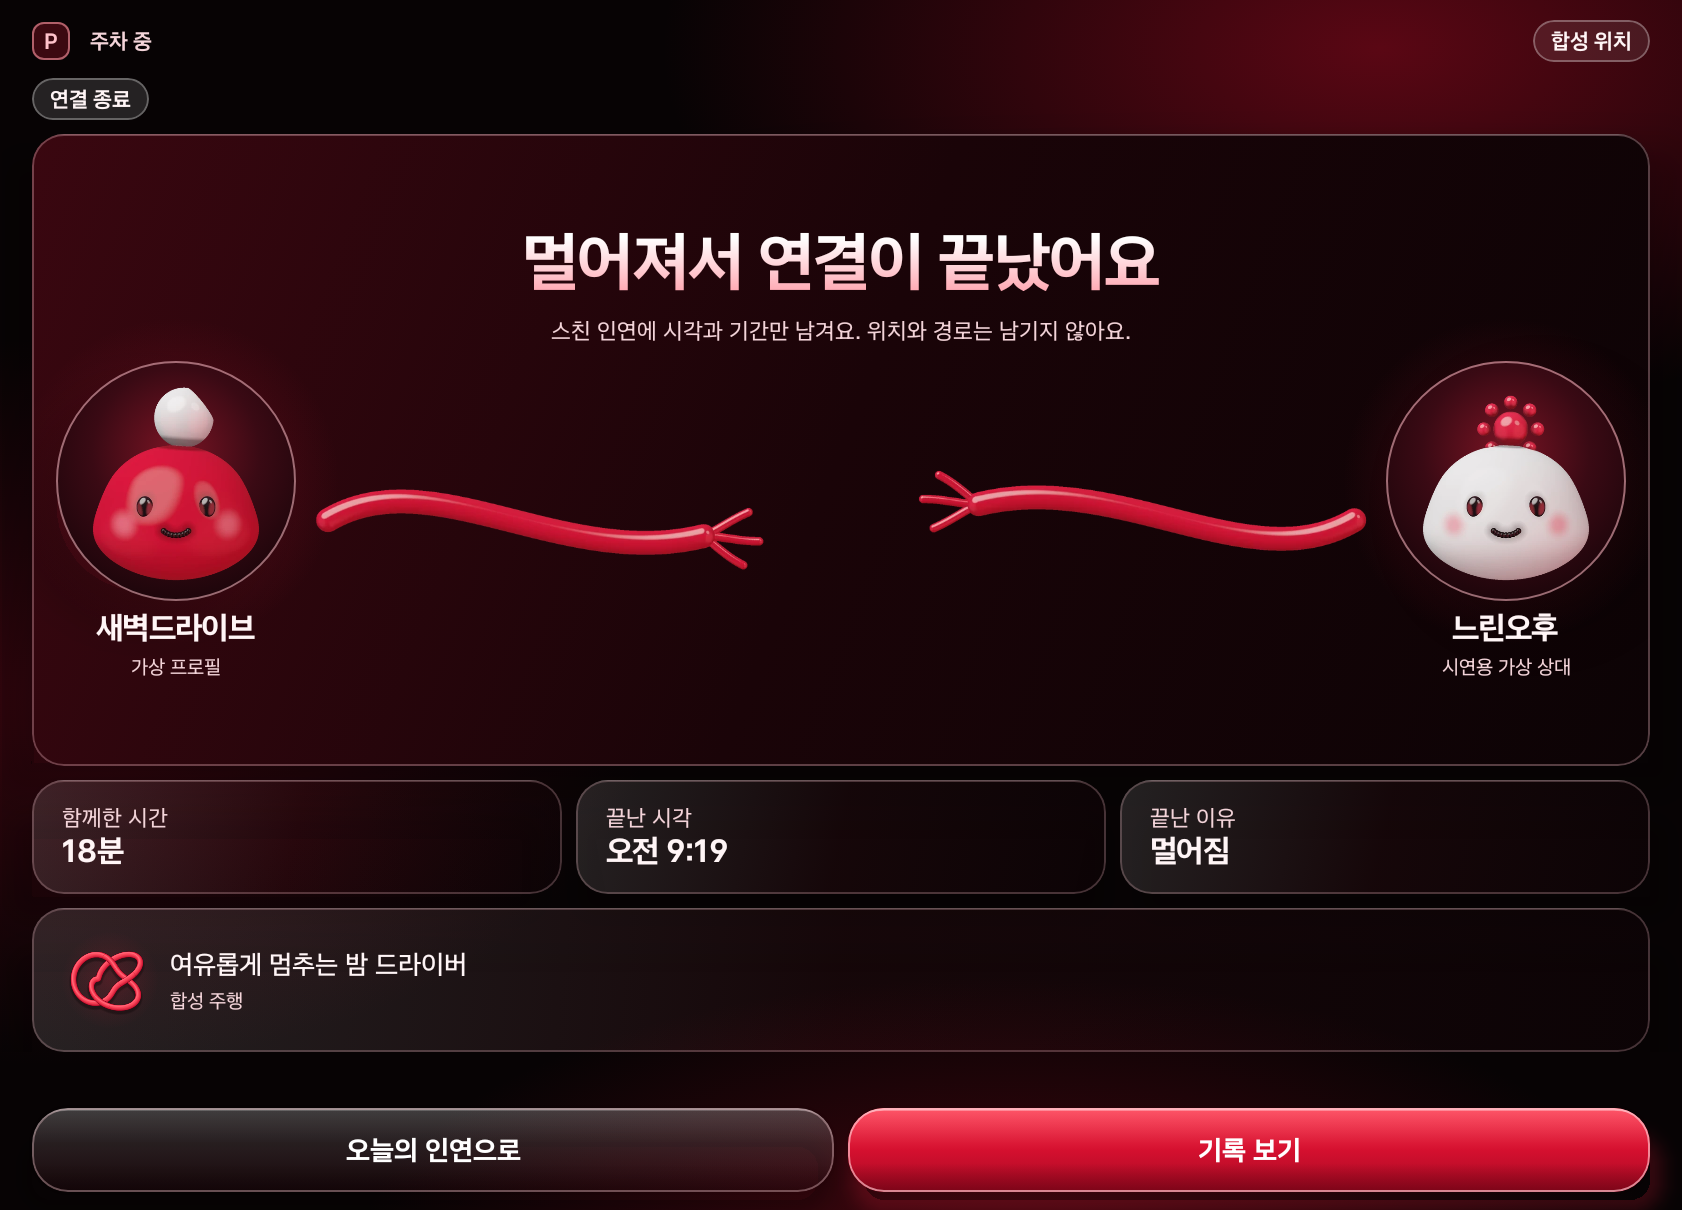 P 주차 중
합성 위치
연결 종료
멀어져서 연결이 끝났어요
스친 인연에 시각과 기간만 남겨요. 위치와 경로는 남기지 않아요.
새벽드라이브
가상 프로필
느린오후
시연용 가상 상대
함께한 시간
18분
끝난 시각
오전 9:19
끝난 이유
멀어짐
여유롭게 멈추는 밤 드라이버
합성 주행
오늘의 인연으로
기록 보기